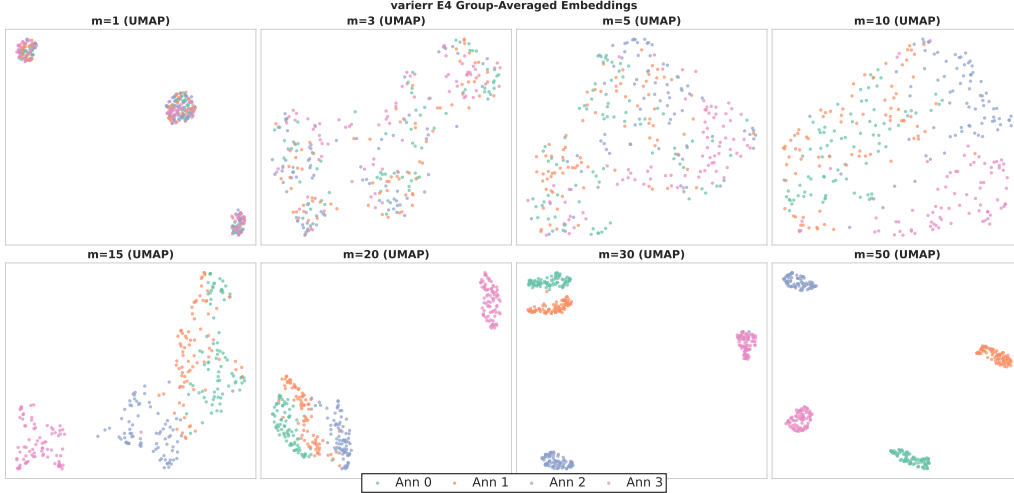 varierr E4 Group-Averaged Embeddings
m=1 (UMAP)
m=3 (UMAP)
m=5 (UMAP)
m=10 (UMAP)
m=15 (UMAP)
m=20 (UMAP)
m=30 (UMAP)
m=50 (UMAP)
Ann 0
Ann 1
Ann 2
Ann 3